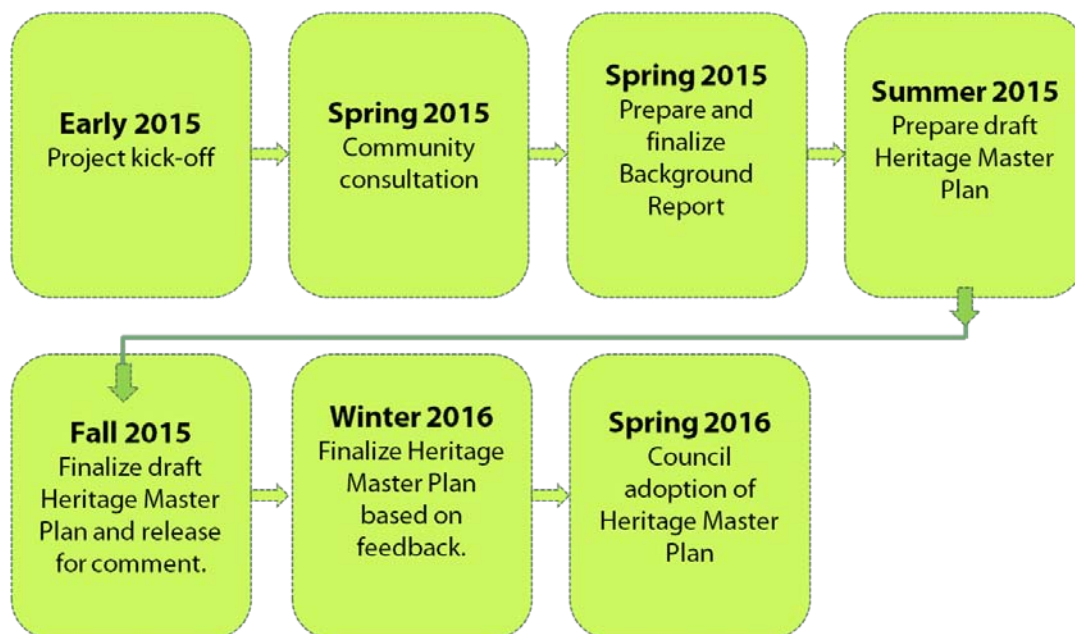 Early 2015
Project kick-off
Spring 2015
Community
consultation
Spring 2015
Prepare and
finalize
Background
Report
Summer 2015
Prepare draft
Heritage Master
Plan
Fall 2015
Finalize draft
Heritage Master
Plan and release
for comment.
Winter 2016
Finalize Heritage
Master Plan
based on
feedback.
Spring 2016
Council
adoption of
Heritage Master
Plan